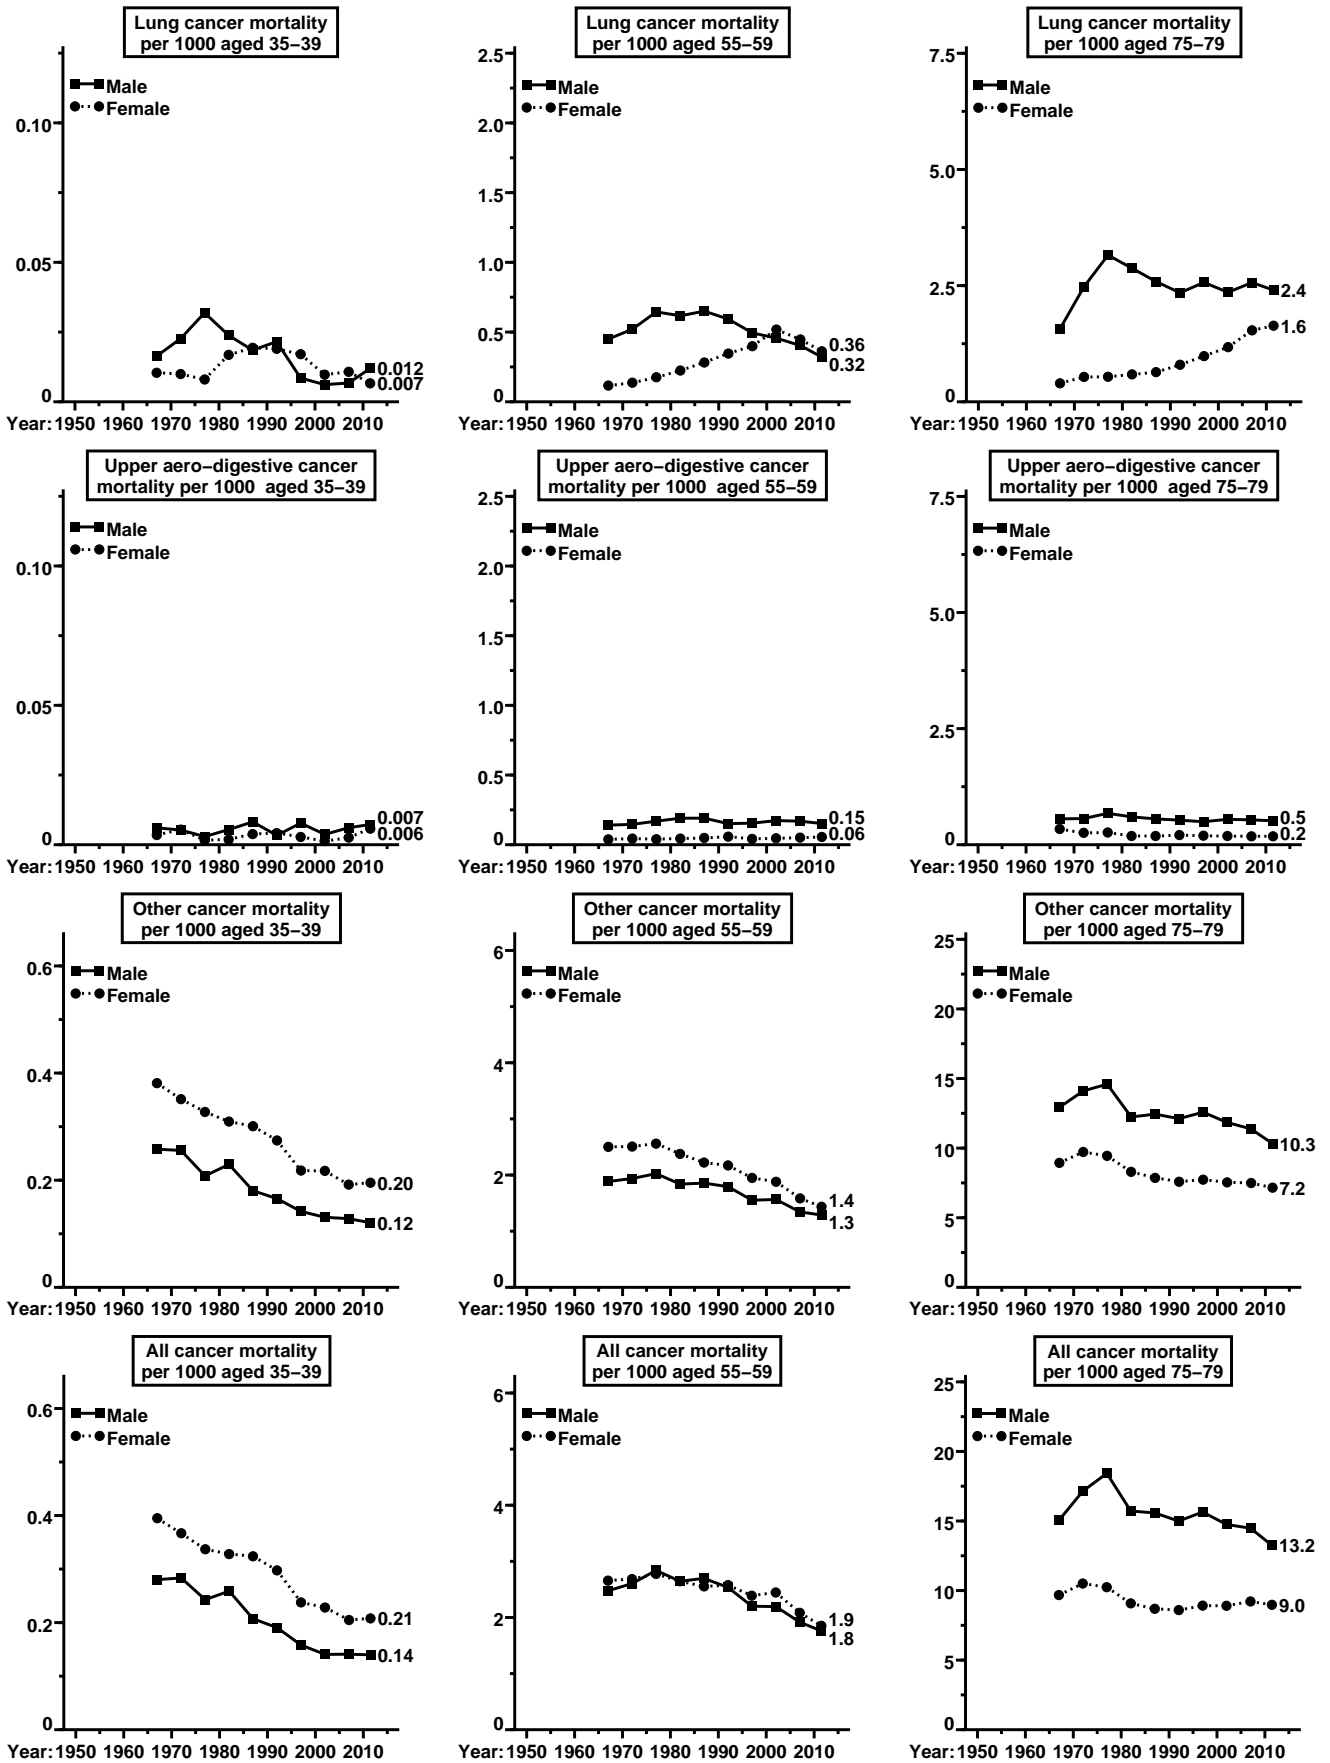 Lung cancer mortality
per 1000 aged 35–39
Male
Female
0.10
0.05
0
0.012
0.007
Year: 1950 1960 1970 1980 1990 2000 2010
Lung cancer mortality
per 1000 aged 55–59
2.5
Male
Female
2.0
1.5
1.0
0.5
0
0.36
0.32
Year: 1950 1960 1970 1980 1990 2000 2010
Lung cancer mortality
per 1000 aged 75–79
7.5
Male
Female
5.0
2.5
0
2.4
1.6
Year: 1950 1960 1970 1980 1990 2000 2010
Upper aero–digestive cancer
mortality per 1000 aged 35–39
Male
Female
0.10
0.05
0
0.007
0.006
Year: 1950 1960 1970 1980 1990 2000 2010
Upper aero–digestive cancer
mortality per 1000 aged 55–59
2.5
Male
Female
2.0
1.5
1.0
0.5
0
0.15
0.06
Year: 1950 1960 1970 1980 1990 2000 2010
Upper aero–digestive cancer
mortality per 1000 aged 75–79
7.5
Male
Female
5.0
2.5
0
0.5
0.2
Year: 1950 1960 1970 1980 1990 2000 2010
Other cancer mortality
per 1000 aged 35–39
0.6
Male
Female
0.4
0.2
0
0.20
0.12
Year: 1950 1960 1970 1980 1990 2000 2010
Other cancer mortality
per 1000 aged 55–59
6
Male
Female
4
2
0
1.4
1.3
Year: 1950 1960 1970 1980 1990 2000 2010
Other cancer mortality
per 1000 aged 75–79
25
Male
Female
20
15
10
5
0
10.3
7.2
Year: 1950 1960 1970 1980 1990 2000 2010
All cancer mortality
per 1000 aged 35–39
0.6
Male
Female
0.4
0.2
0
0.21
0.14
Year: 1950 1960 1970 1980 1990 2000 2010
All cancer mortality
per 1000 aged 55–59
6
Male
Female
4
2
0
1.9
1.8
Year: 1950 1960 1970 1980 1990 2000 2010
All cancer mortality
per 1000 aged 75–79
25
Male
Female
20
15
10
5
0
13.2
9.0
Year: 1950 1960 1970 1980 1990 2000 2010